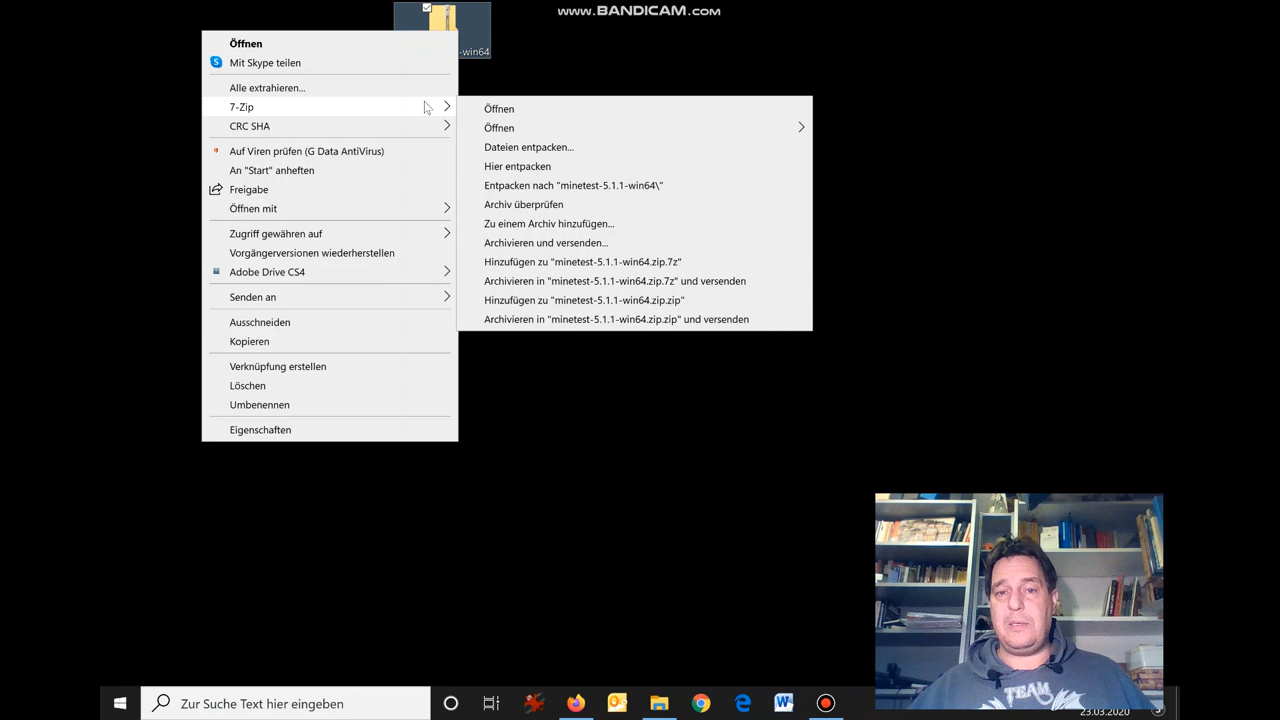 www.BANDICAM.com
-win64
Öffnen
Mit Skype teilen
Alle extrahieren...
7-Zip
CRC SHA
Auf Viren prüfen (G Data AntiVirus)
An "Start" anheften
Freigabe
Öffnen mit
Zugriff gewähren auf
Vorgängerversionen wiederherstellen
Adobe Drive CS4
Senden an
Ausschneiden
Kopieren
Verknüpfung erstellen
Löschen
Umbenennen
Eigenschaften
Öffnen
Öffnen
Dateien entpacken...
Hier entpacken
Entpacken nach "minetest-5.1.1-win64\"
Archiv überprüfen
Zu einem Archiv hinzufügen...
Archivieren und versenden...
Hinzufügen zu "minetest-5.1.1-win64.zip.7z"
Archivieren in "minetest-5.1.1-win64.zip.7z" und versenden
Hinzufügen zu "minetest-5.1.1-win64.zip.zip"
Archivieren in "minetest-5.1.1-win64.zip.zip" und versenden
TEAM
Zur Suche Text hier eingeben
23.03.2020